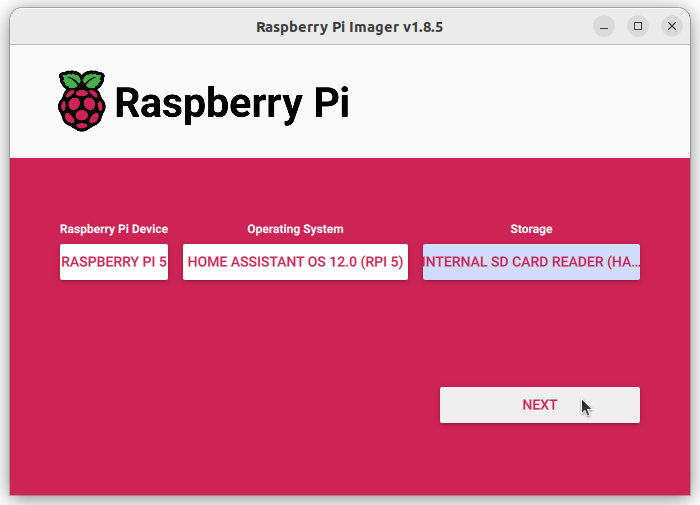 Raspberry Pi Imager v1.8.5
Raspberry Pi
Raspberry Pi Device Operating System Storage
RASPBERRY PI 5 HOME ASSISTANT OS 12.0 (RPI 5) INTERNAL SD CARD READER (HA...
NEXT